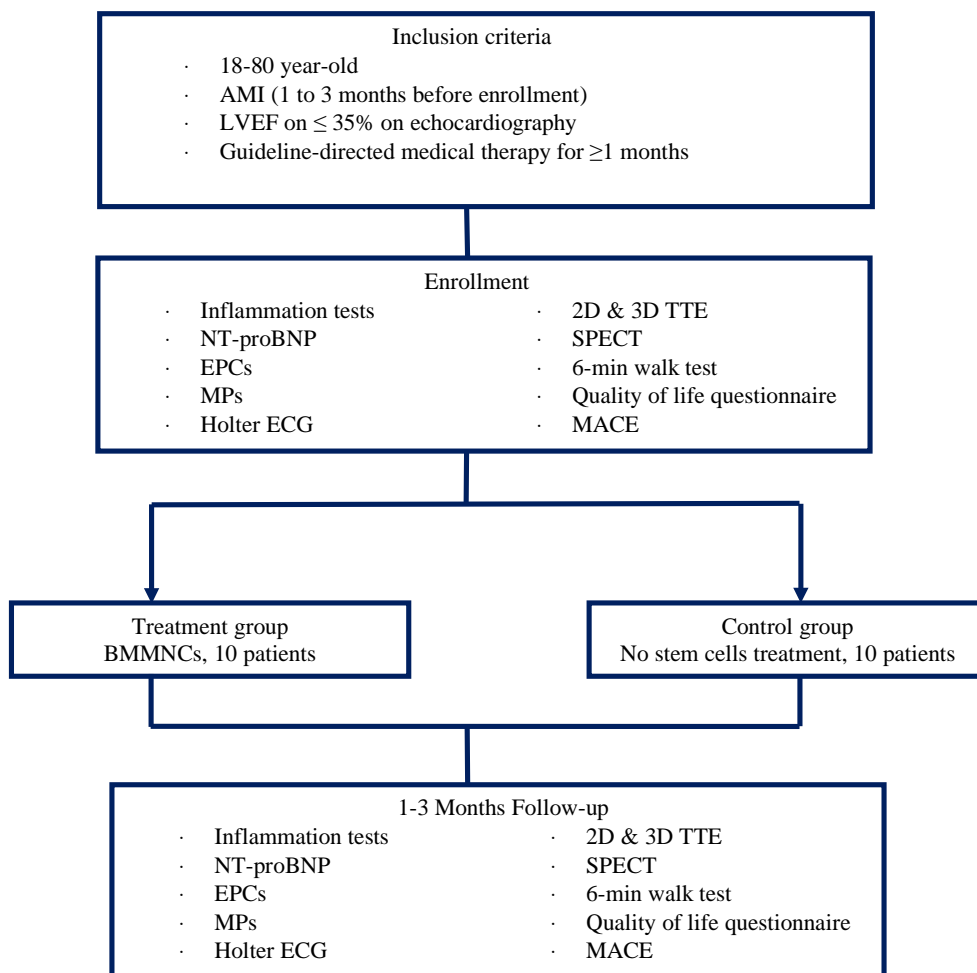 Inclusion criteria
· 18-80 year-old
· AMI (1 to 3 months before enrollment)
· LVEF on ≤ 35% on echocardiography
· Guideline-directed medical therapy for ≥1 months
Enrollment
· Inflammation tests
· NT-proBNP
· EPCs
· MPs
· Holter ECG
· 2D & 3D TTE
· SPECT
· 6-min walk test
· Quality of life questionnaire
· MACE
Treatment group
BMMNCs, 10 patients
Control group
No stem cells treatment, 10 patients
1-3 Months Follow-up
· Inflammation tests
· NT-proBNP
· EPCs
· MPs
· Holter ECG
· 2D & 3D TTE
· SPECT
· 6-min walk test
· Quality of life questionnaire
· MACE